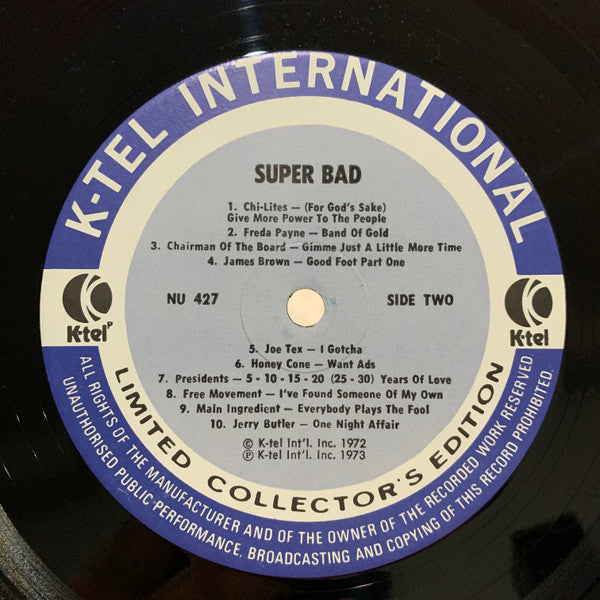 K-TEL INTERNATIONAL
SUPER BAD
1. Chi-Lites — (For God's Sake)
Give More Power To The People
2. Freda Payne — Band Of Gold
3. Chairman Of The Board — Gimme Just A Little More Time
4. James Brown — Good Foot Part One
NU 427
SIDE TWO
K-tel P
K-tel
5. Joe Tex — I Gotcha
6. Honey Cone — Want Ads
7. Presidents — 5 - 10 - 15 - 20 (25 - 30) Years Of Love
8. Free Movement — I've Found Someone Of My Own
9. Main Ingredient — Everybody Plays The Fool
10. Jerry Butler — One Night Affair
© K-tel Int'l. Inc. 1972
Ⓟ K-tel Int'l. Inc. 1973
LIMITED COLLECTOR'S EDITION
ALL RIGHTS OF THE MANUFACTURER AND OF THE OWNER OF THE RECORDED WORK RESERVED.
UNAUTHORISED PUBLIC PERFORMANCE, BROADCASTING AND COPYING OF THIS RECORD PROHIBITED.